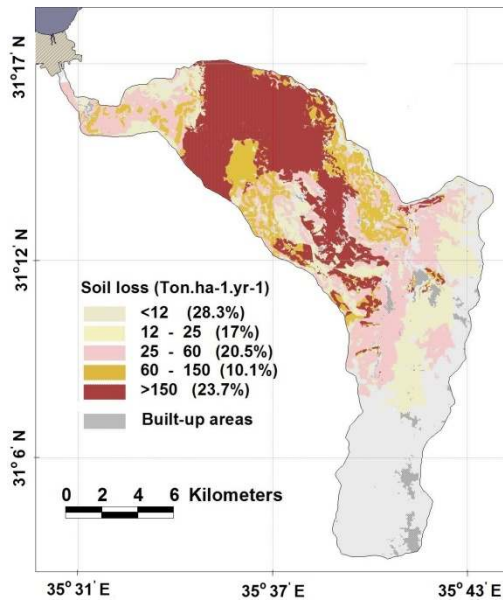 31°17' N
31°12' N
31°6' N
Soil loss (Ton.ha-1.yr-1)
<12 (28.3%)
12 - 25 (17%)
25 - 60 (20.5%)
60 - 150 (10.1%)
>150 (23.7%)
Built-up areas
0 2 4 6 Kilometers
35°31' E 35°37' E 35°43' E